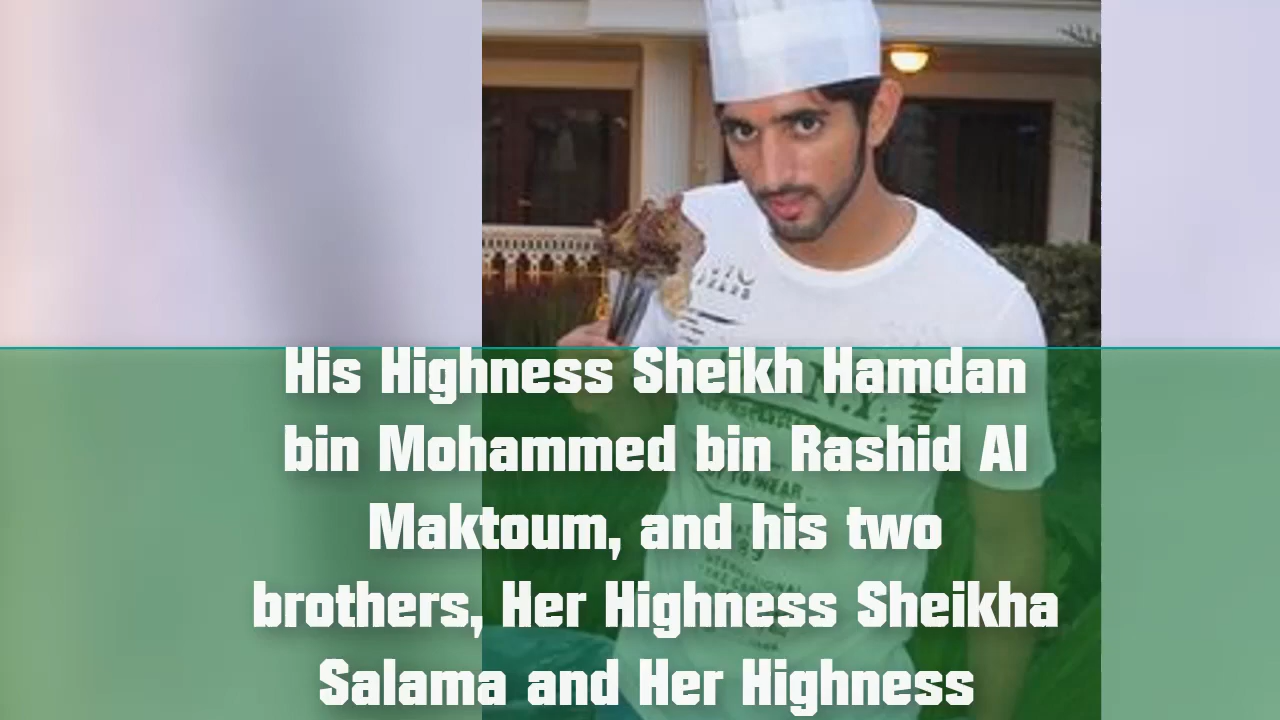 His Highness Sheikh Hamdan
bin Mohammed bin Rashid Al
Maktoum, and his two
brothers, Her Highness Sheikha
Salama and Her Highness